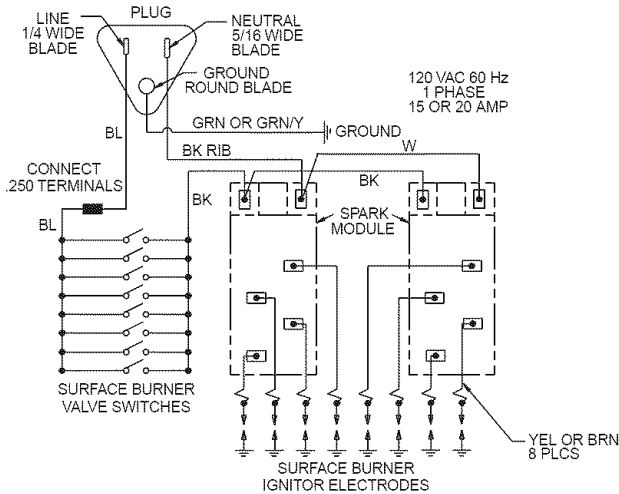 LINE
1/4 WIDE
BLADE
PLUG
NEUTRAL
5/16 WIDE
BLADE
GROUND
ROUND BLADE
120 VAC 60 Hz
1 PHASE
15 OR 20 AMP
BL
GRN OR GRN/Y
GROUND
BK RIB
W
CONNECT
.250 TERMINALS
BK
BK
BL
SPARK
MODULE
SURFACE BURNER
VALVE SWITCHES
YEL OR BRN
8 PLCS
SURFACE BURNER
IGNITOR ELECTRODES